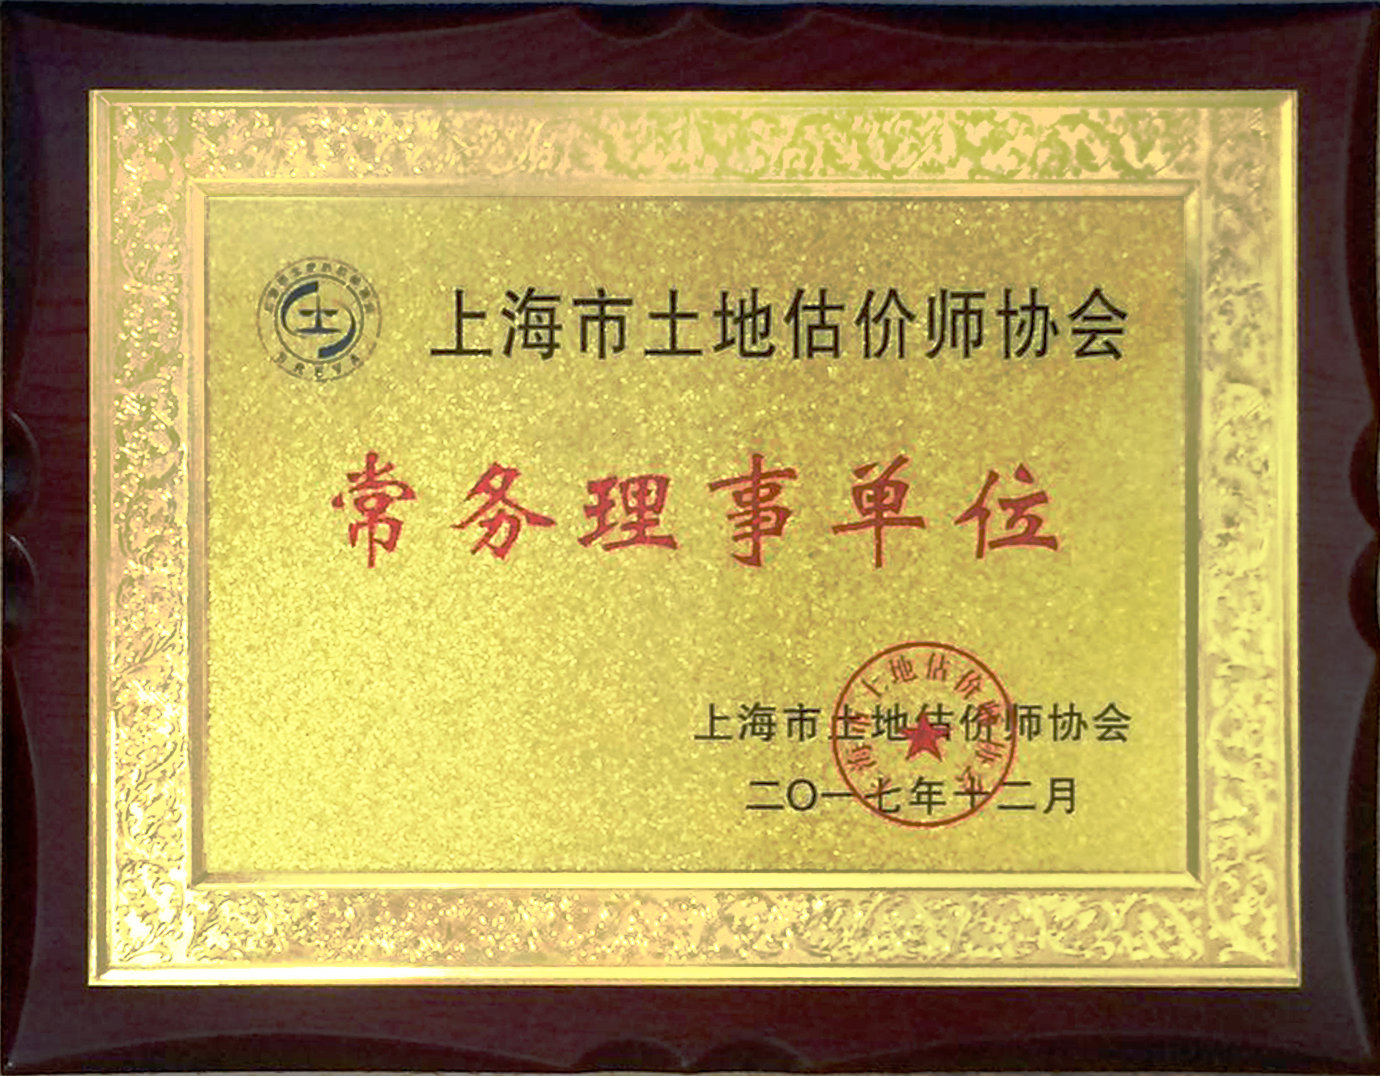 上海市土地估价师协会
常务理事单位
上海市土地估价师协会
二〇一七年十二月